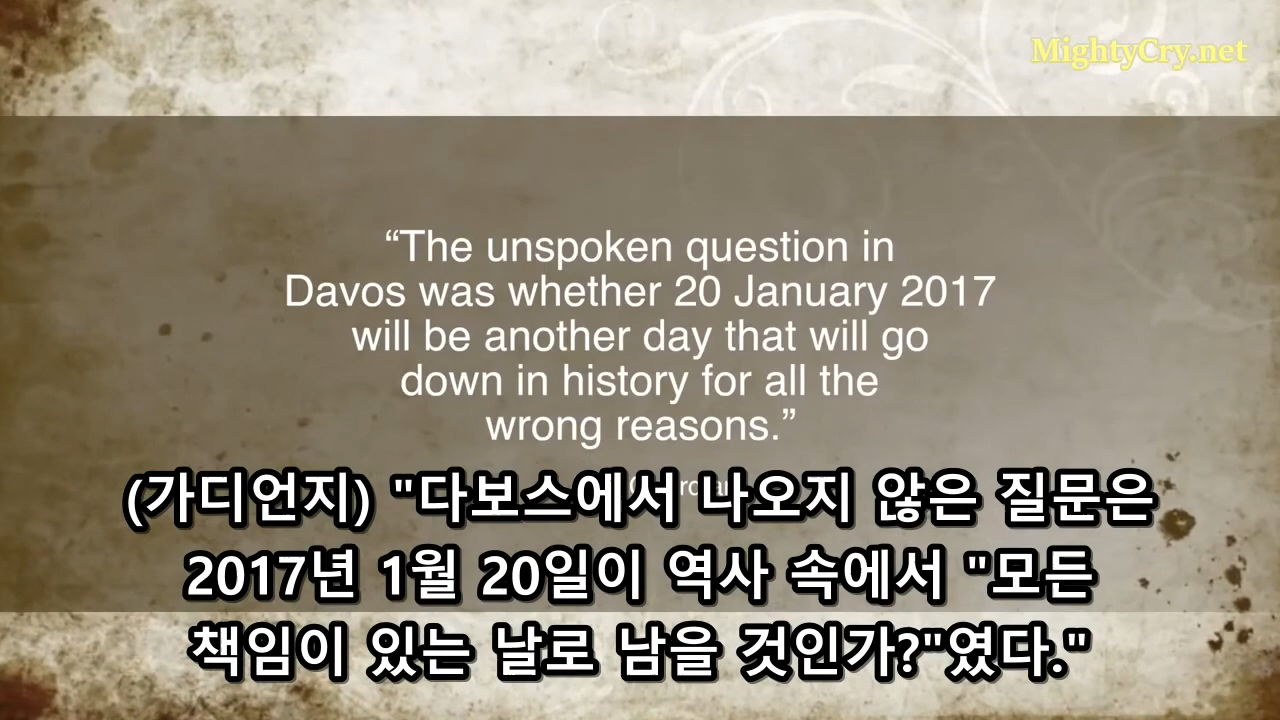 MightyCry.net
“The unspoken question in
Davos was whether 20 January 2017
will be another day that will go
down in history for all the
wrong reasons.”
(가디언지) "다보스에서 나오지 않은 질문은
2017년 1월 20일이 역사 속에서 "모든
책임이 있는 날로 남을 것인가?"였다."